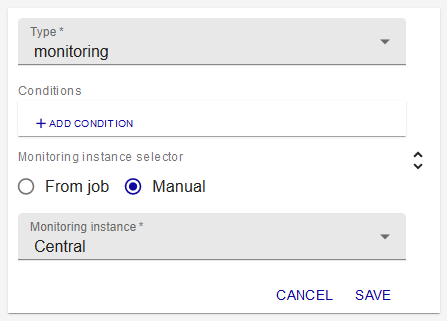 Type *
monitoring
Conditions
+ ADD CONDITION
Monitoring instance selector
From job Manual
Monitoring instance *
Central
CANCEL SAVE